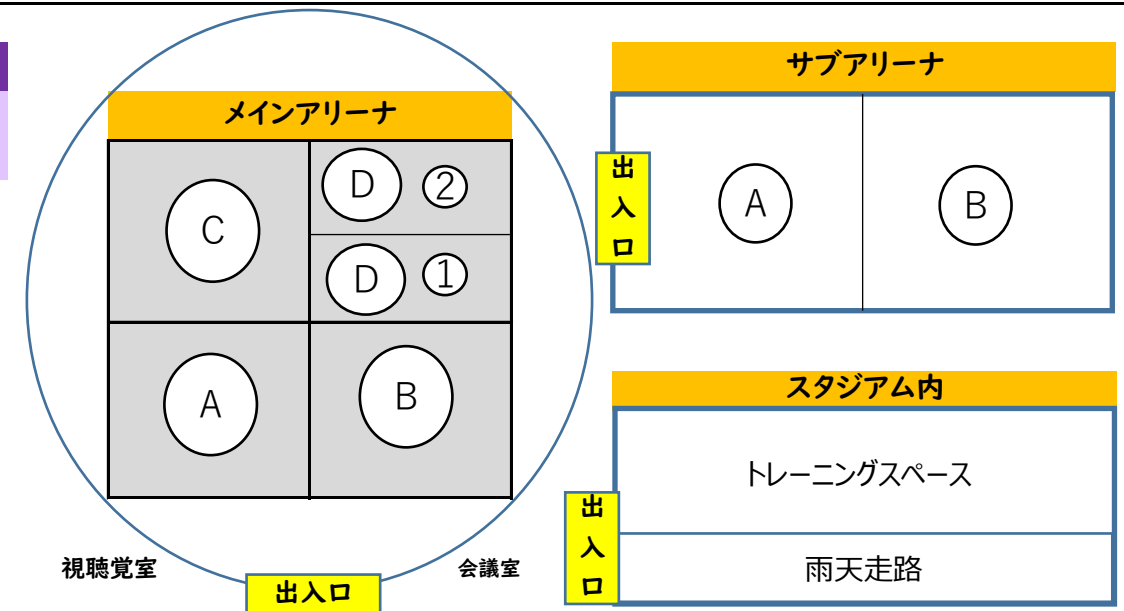 メインアリーナ
C
D ②
D ①
A
B
視聴覚室
会議室
出入口
サブアリーナ
出入口
A
B
スタジアム内
トレーニングスペース
出入口
雨天走路